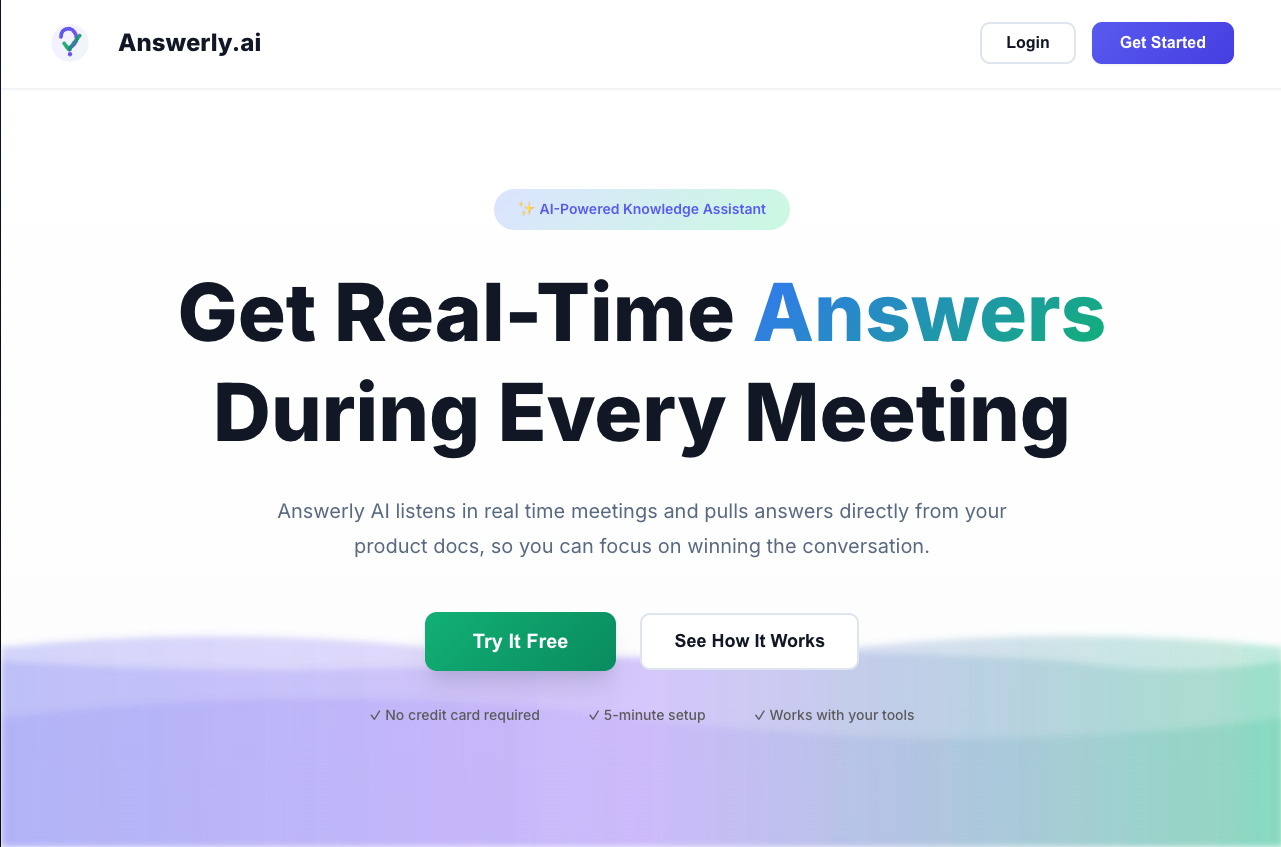 Answerly.ai
Login
Get Started
✨ AI-Powered Knowledge Assistant
Get Real-Time Answers
During Every Meeting
Answerly AI listens in real time meetings and pulls answers directly from your
product docs, so you can focus on winning the conversation.
Try It Free
See How It Works
✓ No credit card required
✓ 5-minute setup
✓ Works with your tools